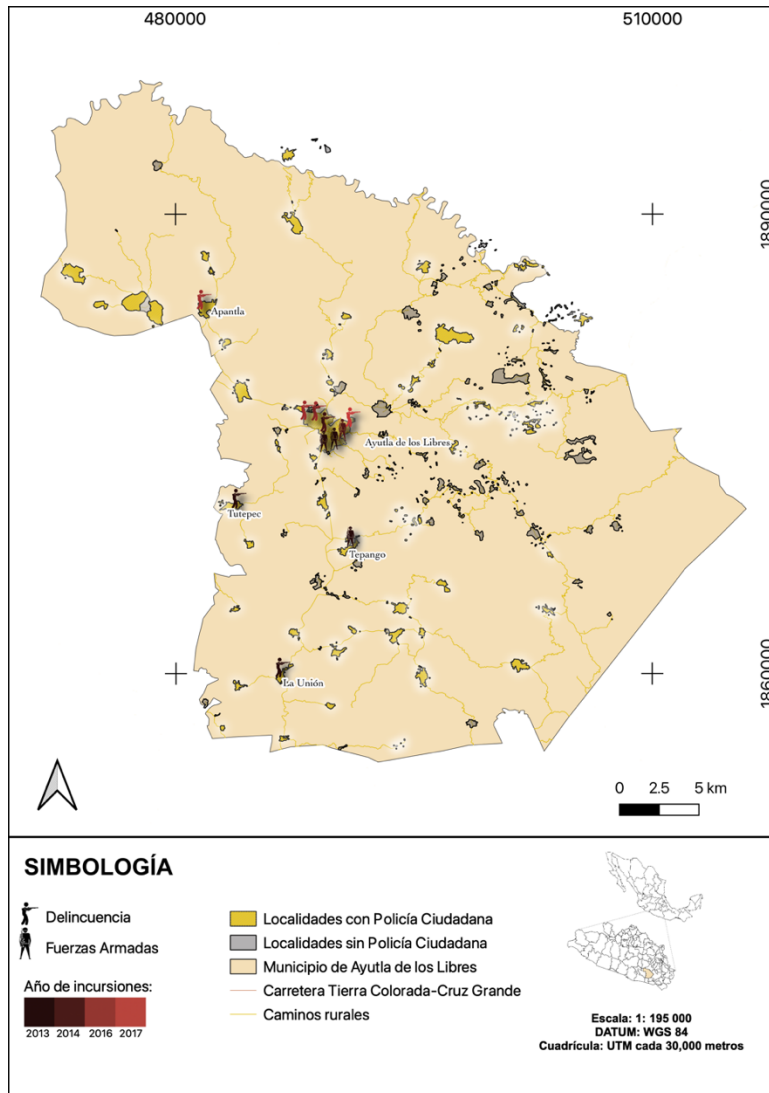 480000 510000
1890000
Apantla
Ayutla de los Libres
Tutepec
Tepango
La Unión
1860000
0 2.5 5 km
SIMBOLOGÍA
Delincuencia
Fuerzas Armadas
Año de incursiones:
2013 2014 2016 2017
Localidades con Policía Ciudadana
Localidades sin Policía Ciudadana
Municipio de Ayutla de los Libres
Carretera Tierra Colorada-Cruz Grande
Caminos rurales
Escala: 1: 195 000
DATUM: WGS 84
Cuadrícula: UTM cada 30,000 metros